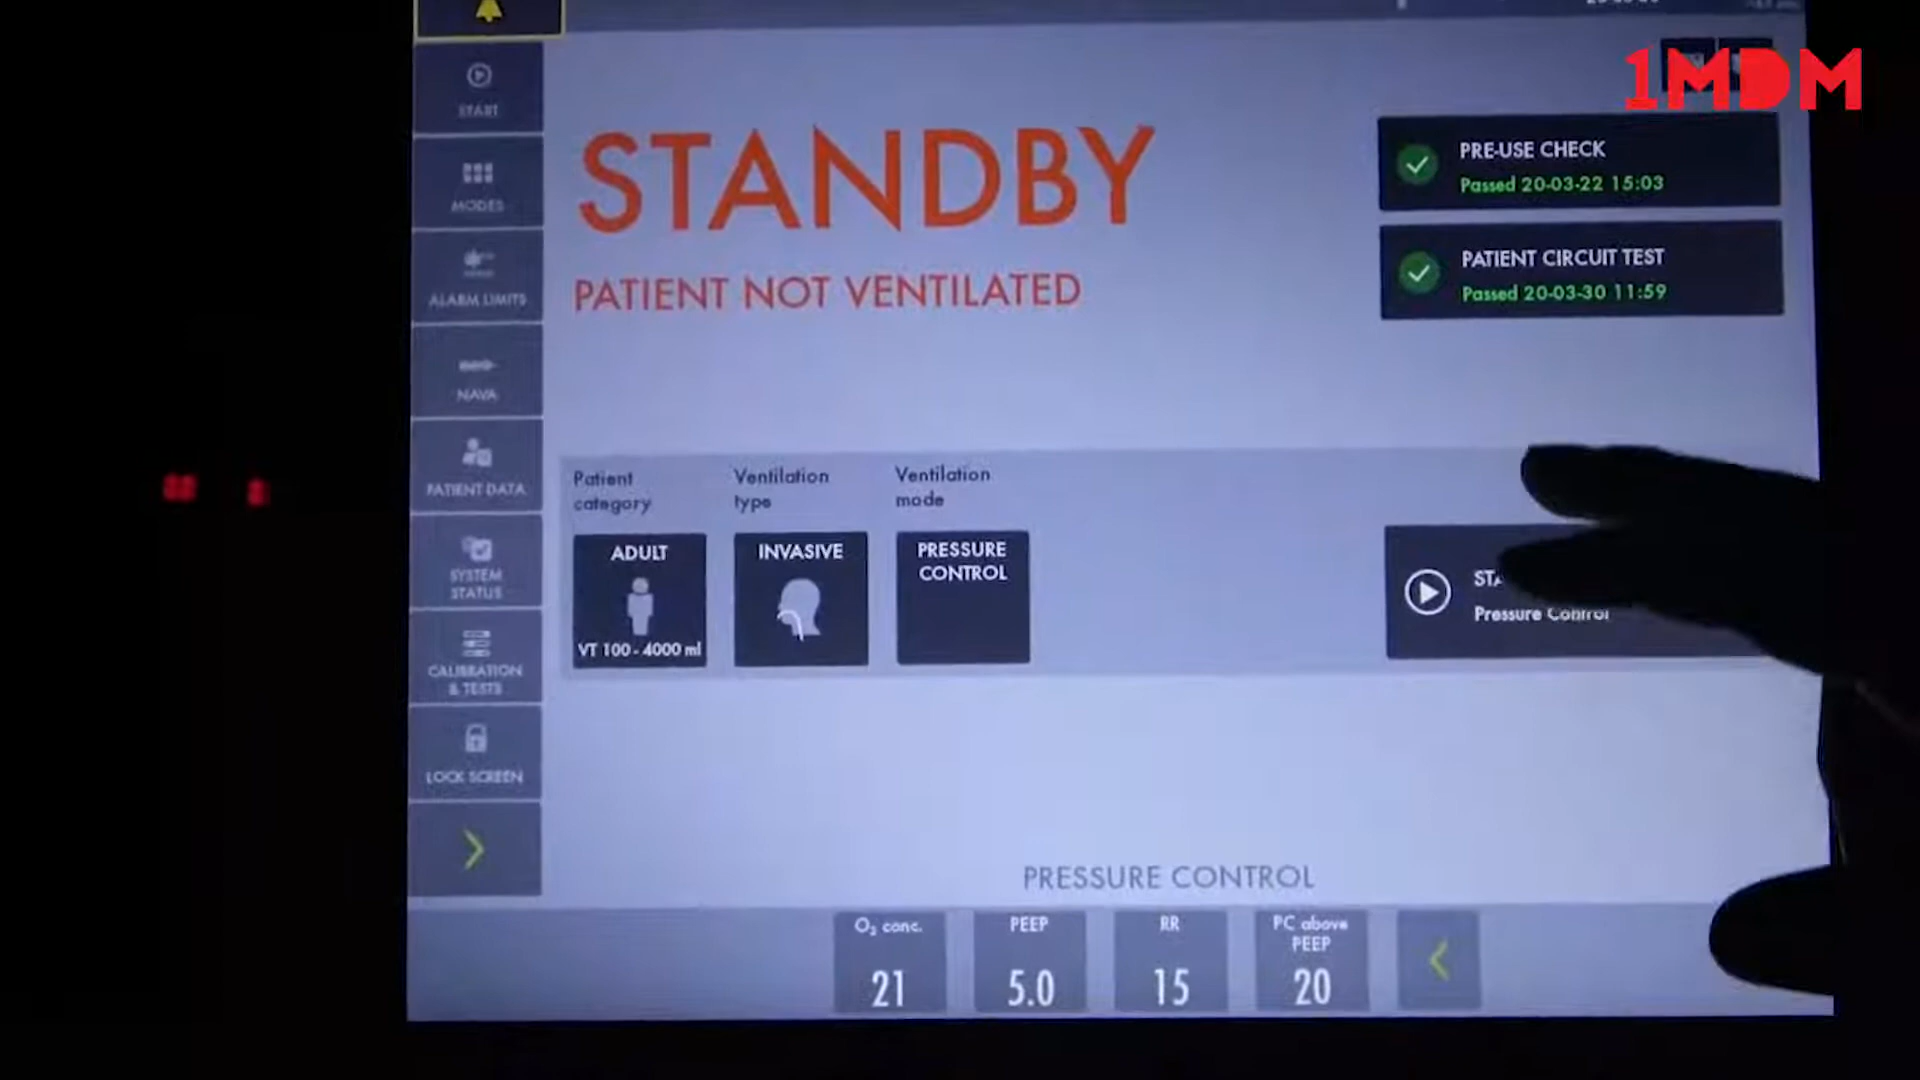 1MDM
START
MODES
ALARM LIMITS
NAVA
PATIENT DATA
SYSTEM
STATUS
CALIBRATION
& TESTS
LOCK SCREEN
STANDBY
PATIENT NOT VENTILATED
PRE-USE CHECK
Passed 20-03-22 15:03
PATIENT CIRCUIT TEST
Passed 20-03-30 11:59
Patient
category
Ventilation
type
Ventilation
mode
ADULT
VT 100 - 4000 ml
INVASIVE
PRESSURE
CONTROL
Pressure Control
PRESSURE CONTROL
O₂ conc.
21
PEEP
5.0
RR
15
PC above
PEEP
20